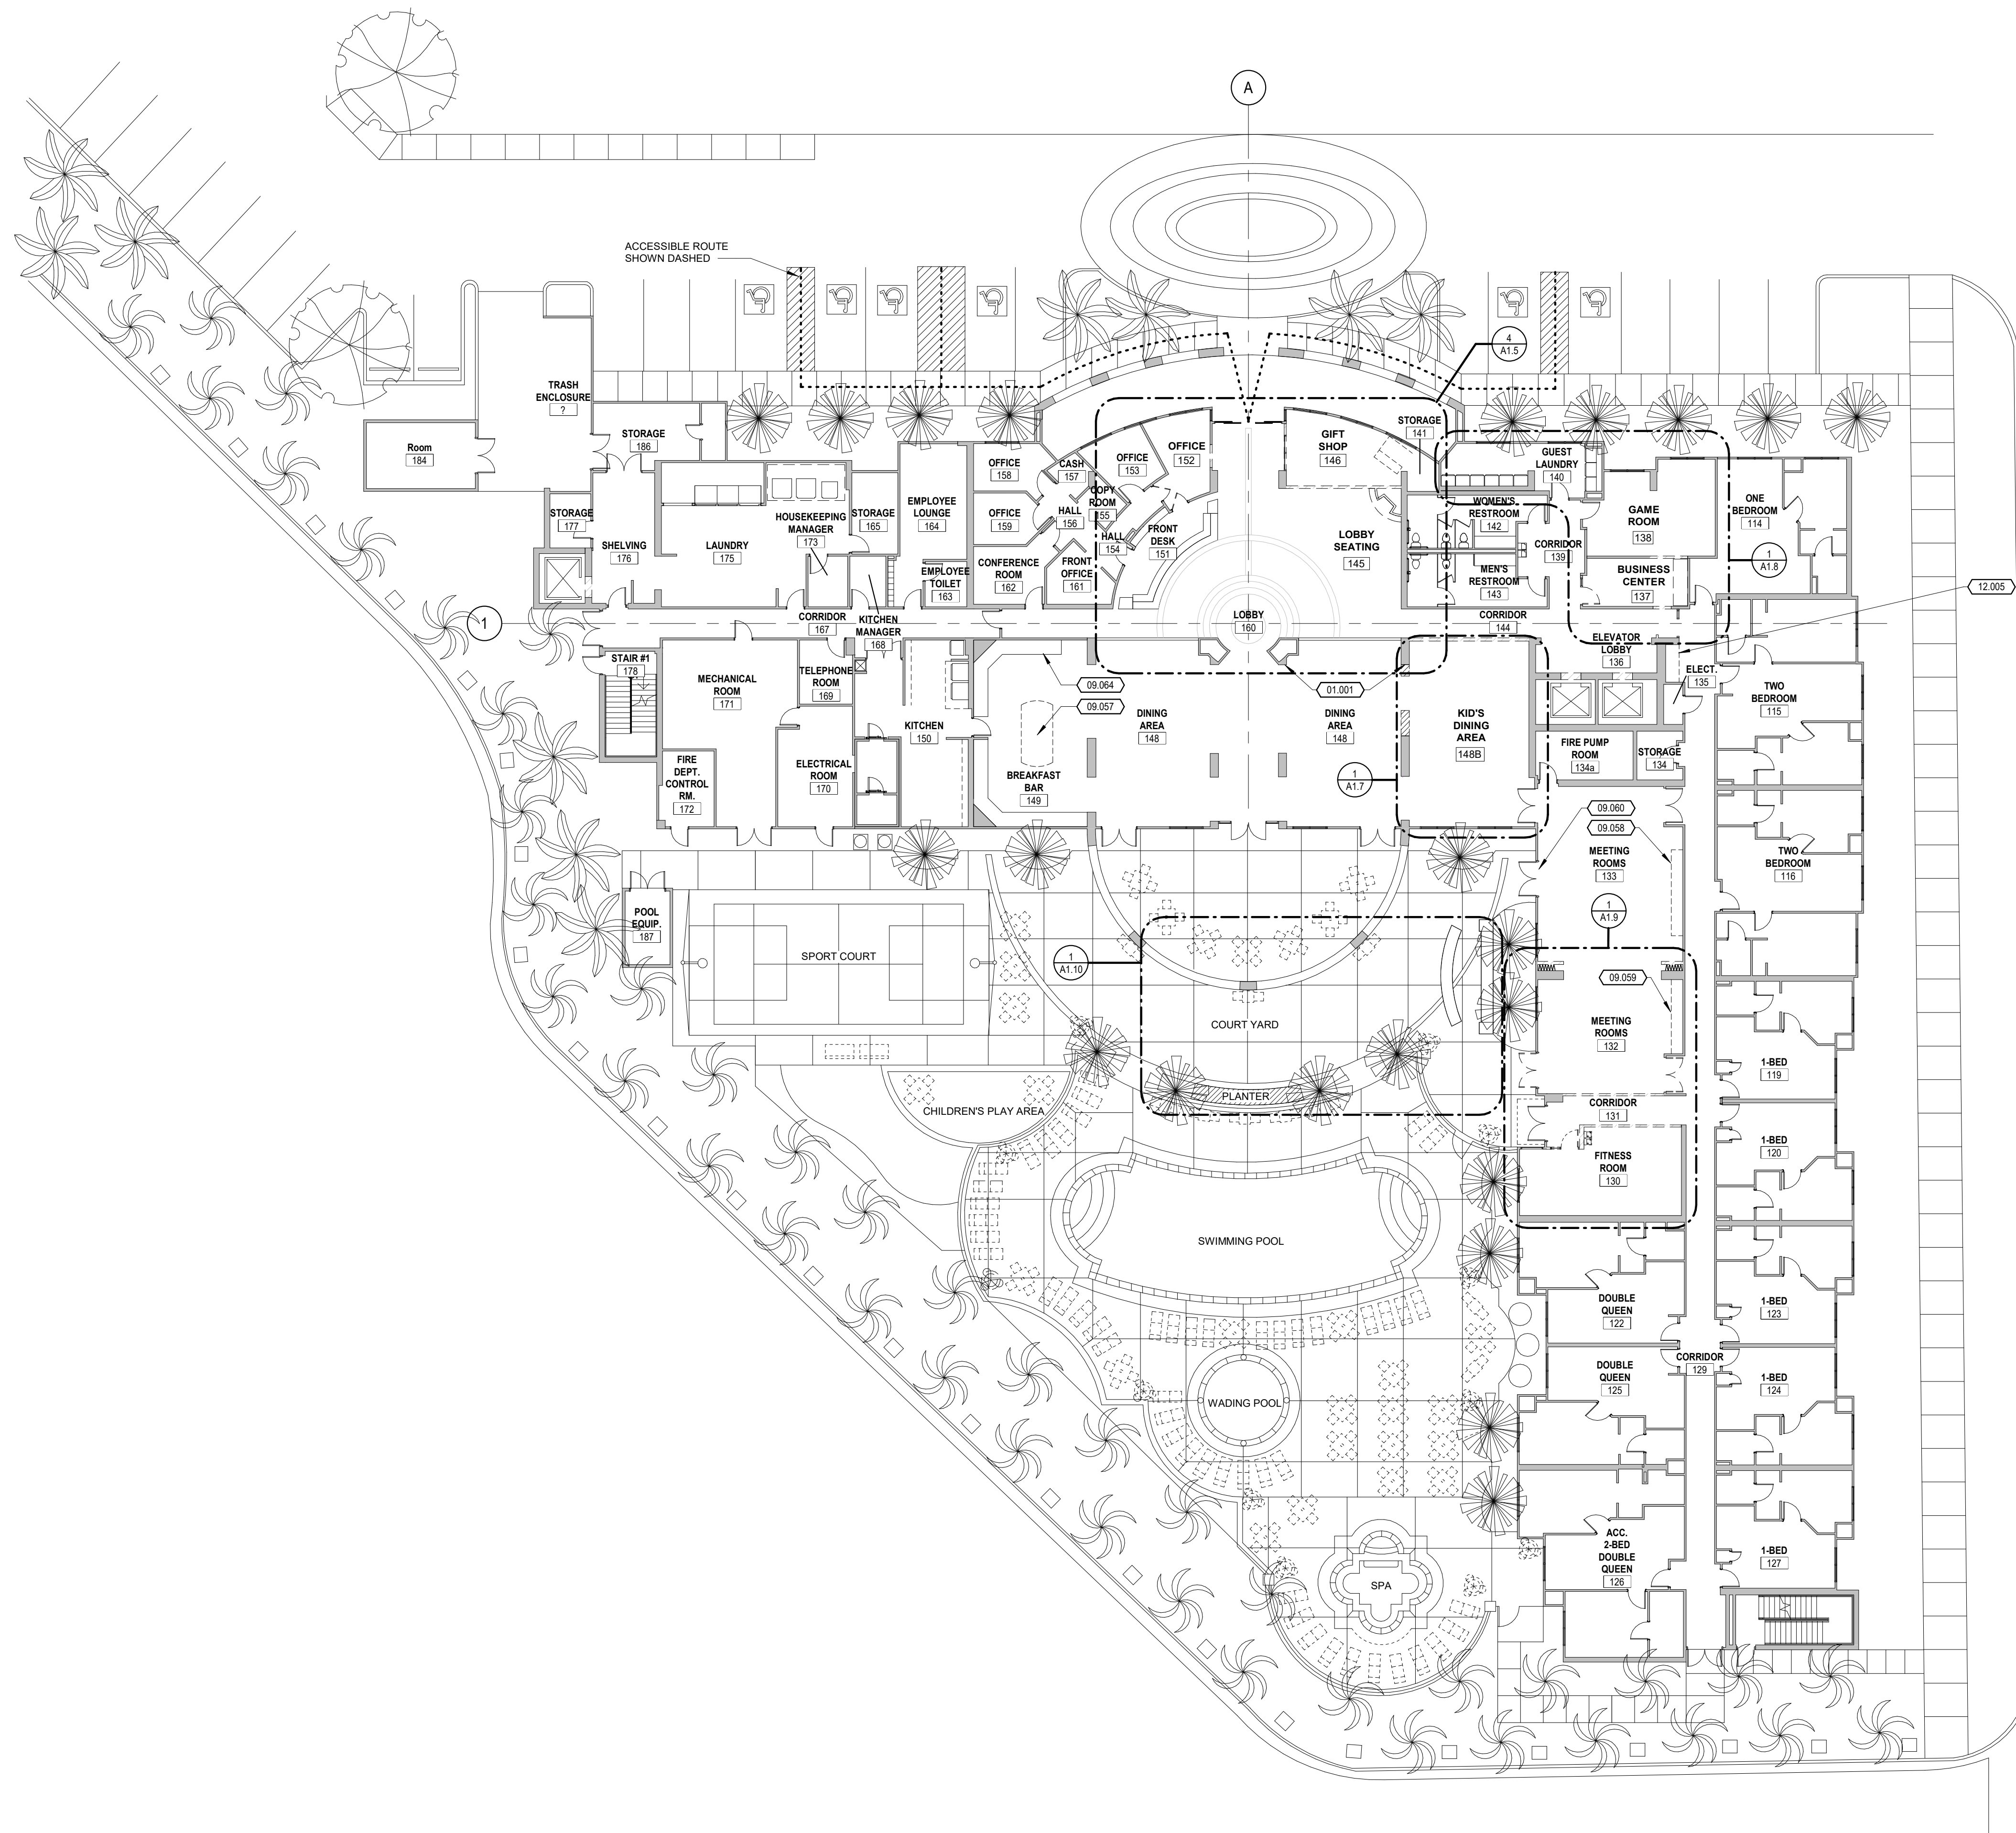 A
ACCESSIBLE ROUTE
SHOWN DASHED
4
A1.5
TRASH
ENCLOSURE
?
Room
184
STORAGE
186
STORAGE
177
SHELVING
176
LAUNDRY
175
HOUSEKEEPING
MANAGER
173
STORAGE
165
EMPLOYEE
LOUNGE
164
EMPLOYEE
TOILET
163
OFFICE
158
OFFICE
159
CONFERENCE
ROOM
162
CASH
157
COPY
ROOM
155
HALL
156
HALL
154
FRONT
OFFICE
161
OFFICE
153
OFFICE
152
FRONT
DESK
151
GIFT
SHOP
146
STORAGE
141
LOBBY
SEATING
145
LOBBY
160
GUEST
LAUNDRY
140
WOMEN'S
RESTROOM
142
MEN'S
RESTROOM
143
CORRIDOR
139
GAME
ROOM
138
BUSINESS
CENTER
137
ONE
BEDROOM
114
1
A1.8
12.005
1
CORRIDOR
167
KITCHEN
MANAGER
168
CORRIDOR
144
ELEVATOR
LOBBY
136
ELECT.
135
STAIR #1
178
MECHANICAL
ROOM
171
TELEPHONE
ROOM
169
KITCHEN
150
ELECTRICAL
ROOM
170
FIRE
DEPT.
CONTROL
RM.
172
09.064
09.057
BREAKFAST
BAR
149
DINING
AREA
148
01.001
DINING
AREA
148
KID'S
DINING
AREA
148B
1
A1.7
FIRE PUMP
ROOM
134a
STORAGE
134
TWO
BEDROOM
115
TWO
BEDROOM
116
09.060
09.058
MEETING
ROOMS
133
1
A1.9
09.059
MEETING
ROOMS
132
POOL
EQUIP.
187
SPORT COURT
1
A1.10
COURT YARD
PLANTER
CHILDREN'S PLAY AREA
CORRIDOR
131
FITNESS
ROOM
130
1-BED
119
1-BED
120
SWIMMING POOL
DOUBLE
QUEEN
122
1-BED
123
CORRIDOR
129
DOUBLE
QUEEN
125
1-BED
124
WADING POOL
SPA
ACC.
2-BED
DOUBLE
QUEEN
126
1-BED
127